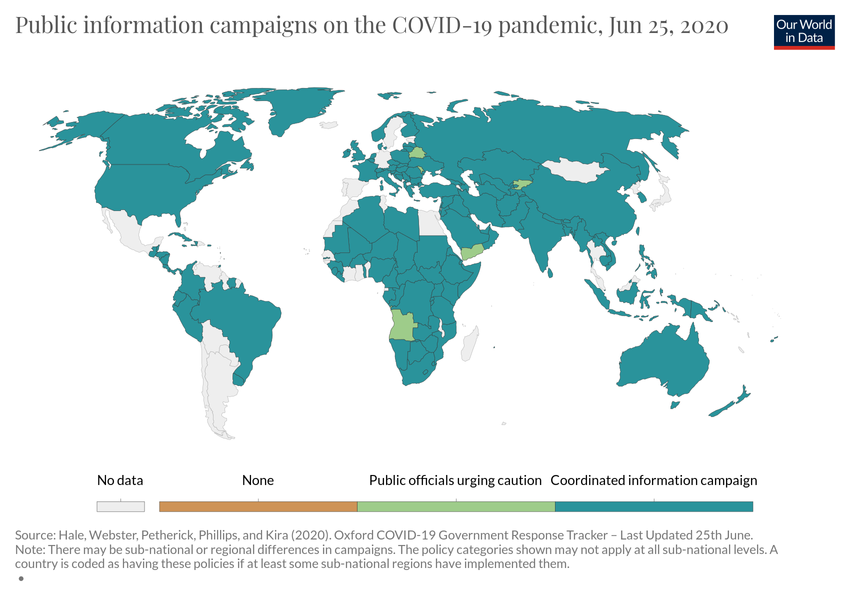 Public information campaigns on the COVID-19 pandemic, Jun 25, 2020
Our World
in Data
No data
None
Public officials urging caution
Coordinated information campaign
Source: Hale, Webster, Petherick, Phillips, and Kira (2020). Oxford COVID-19 Government Response Tracker – Last Updated 25th June.
Note: There may be sub-national or regional differences in campaigns. The policy categories shown may not apply at all sub-national levels. A
country is coded as having these policies if at least some sub-national regions have implemented them.